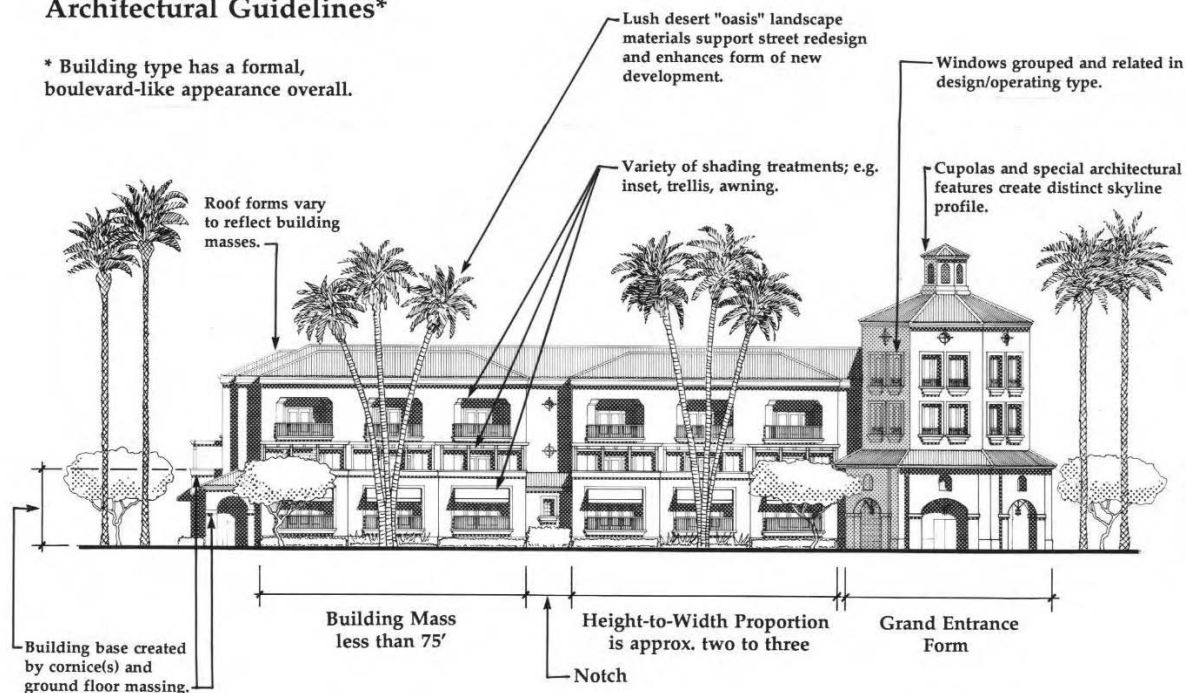 Architectural Guidelines*
* Building type has a formal,
boulevard-like appearance overall.
Lush desert "oasis" landscape
materials support street redesign
and enhances form of new
development.
Windows grouped and related in
design/operating type.
Variety of shading treatments; e.g.
inset, trellis, awning.
Cupolas and special architectural
features create distinct skyline
profile.
Roof forms vary
to reflect building
masses.
Building Mass
less than 75'
Height-to-Width Proportion
is approx. two to three
Grand Entrance
Form
Notch
Building base created
by cornice(s) and
ground floor massing.